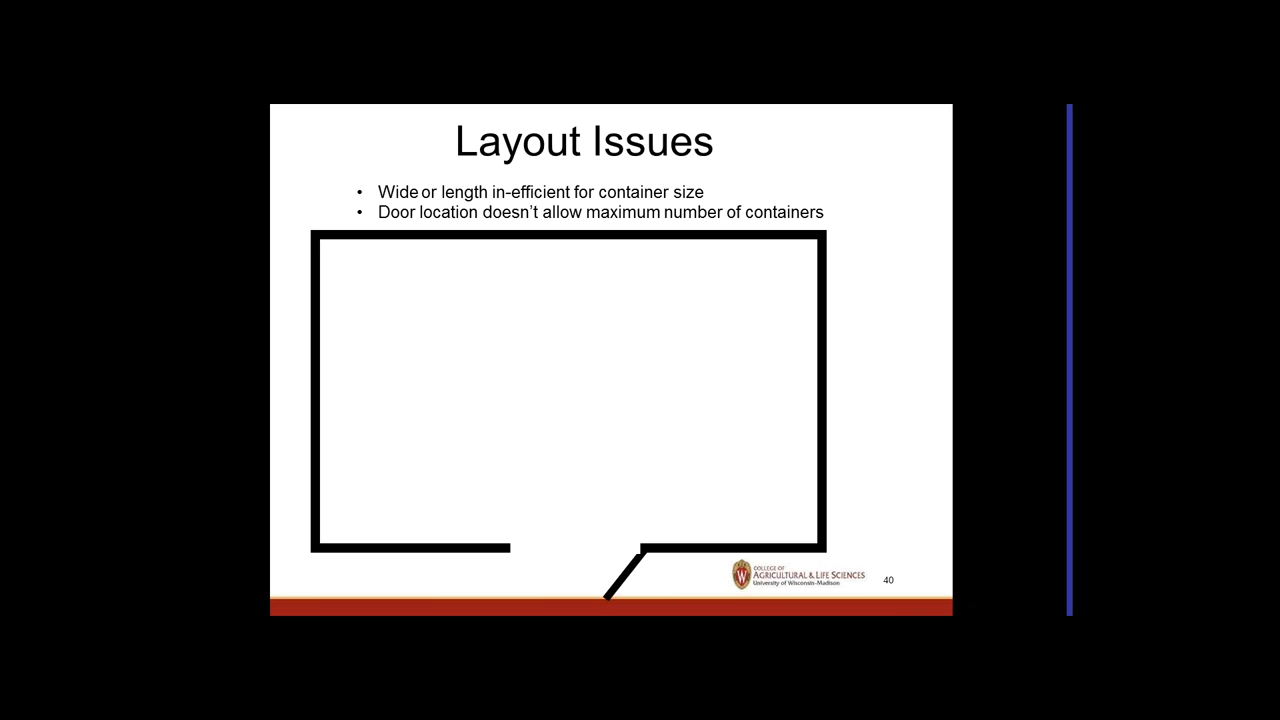 Layout Issues
• Wide or length in-efficient for container size
• Door location doesn't allow maximum number of containers
COLLEGE OF
AGRICULTURAL & LIFE SCIENCES
University of Wisconsin-Madison
40
W